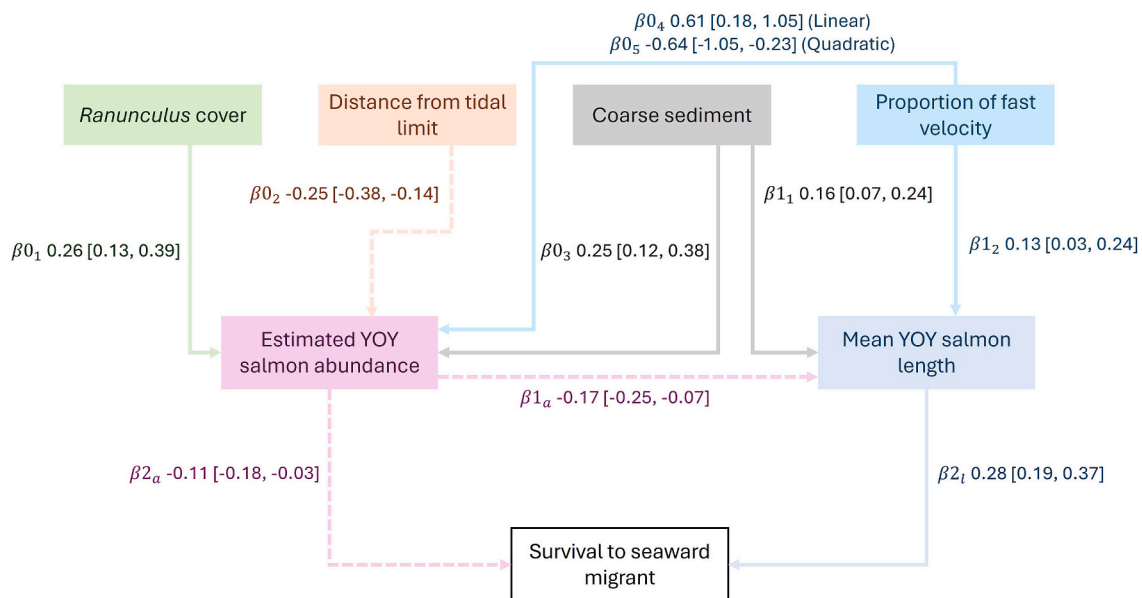 β0₄ 0.61 [0.18, 1.05] (Linear)
β0₅ -0.64 [-1.05, -0.23] (Quadratic)
Ranunculus cover
Distance from tidal
limit
Coarse sediment
Proportion of fast
velocity
β0₂ -0.25 [-0.38, -0.14]
β1₁ 0.16 [0.07, 0.24]
β0₁ 0.26 [0.13, 0.39]
β0₃ 0.25 [0.12, 0.38]
β1₂ 0.13 [0.03, 0.24]
Estimated YOY
salmon abundance
Mean YOY salmon
length
β1ₐ -0.17 [-0.25, -0.07]
β2ₐ -0.11 [-0.18, -0.03]
β2ₗ 0.28 [0.19, 0.37]
Survival to seaward
migrant